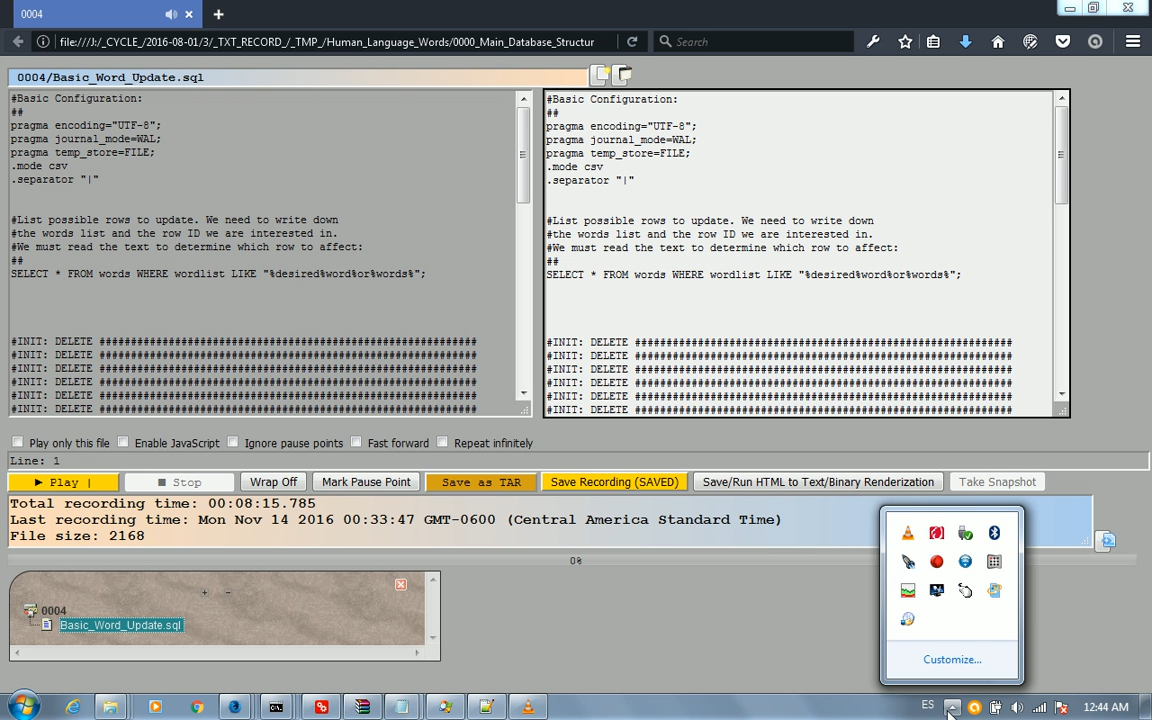 0004
file:///J:/_CYCLE_/2016-08-01/3/_TXT_RECORD_/_TMP_/Human_Language_Words/0000_Main_Database_Structur
Search
0004/Basic_Word_Update.sql
#Basic Configuration:
##
pragma encoding="UTF-8";
pragma journal_mode=WAL;
pragma temp_store=FILE;
.mode csv
.separator "|"
#List possible rows to update. We need to write down
#the words list and the row ID we are interested in.
#We must read the text to determine which row to affect:
##
SELECT * FROM words WHERE wordlist LIKE "%desired%word%or%words%";
#INIT: DELETE ############################################################
#INIT: DELETE ############################################################
#INIT: DELETE ############################################################
#INIT: DELETE ############################################################
#INIT: DELETE ############################################################
#INIT: DELETE ############################################################
#Basic Configuration:
##
pragma encoding="UTF-8";
pragma journal_mode=WAL;
pragma temp_store=FILE;
.mode csv
.separator "|"
#List possible rows to update. We need to write down
#the words list and the row ID we are interested in.
#We must read the text to determine which row to affect:
##
SELECT * FROM words WHERE wordlist LIKE "%desired%word%or%words%";
#INIT: DELETE ############################################################
#INIT: DELETE ############################################################
#INIT: DELETE ############################################################
#INIT: DELETE ############################################################
#INIT: DELETE ############################################################
#INIT: DELETE ############################################################
Play only this file Enable JavaScript Ignore pause points Fast forward Repeat infinitely
Line: 1
Play | Stop Wrap Off Mark Pause Point Save as TAR Save Recording (SAVED) Save/Run HTML to Text/Binary Renderization Take Snapshot
Total recording time: 00:08:15.785
Last recording time: Mon Nov 14 2016 00:33:47 GMT-0600 (Central America Standard Time)
File size: 2168
0%
+ -
0004
Basic_Word_Update.sql
Customize...
ES
12:44 AM